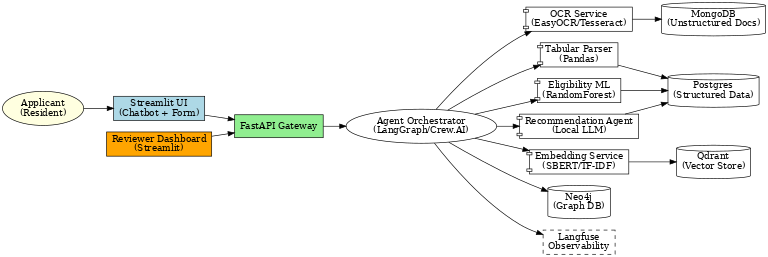 Applicant
(Resident)
Streamlit UI
(Chatbot + Form)
Reviewer Dashboard
(Streamlit)
FastAPI Gateway
Agent Orchestrator
(LangGraph/Crew.AI)
OCR Service
(EasyOCR/Tesseract)
Tabular Parser
(Pandas)
Eligibility ML
(RandomForest)
Recommendation Agent
(Local LLM)
Embedding Service
(SBERT/TF-IDF)
Neo4j
(Graph DB)
Langfuse
Observability
MongoDB
(Unstructured Docs)
Postgres
(Structured Data)
Qdrant
(Vector Store)